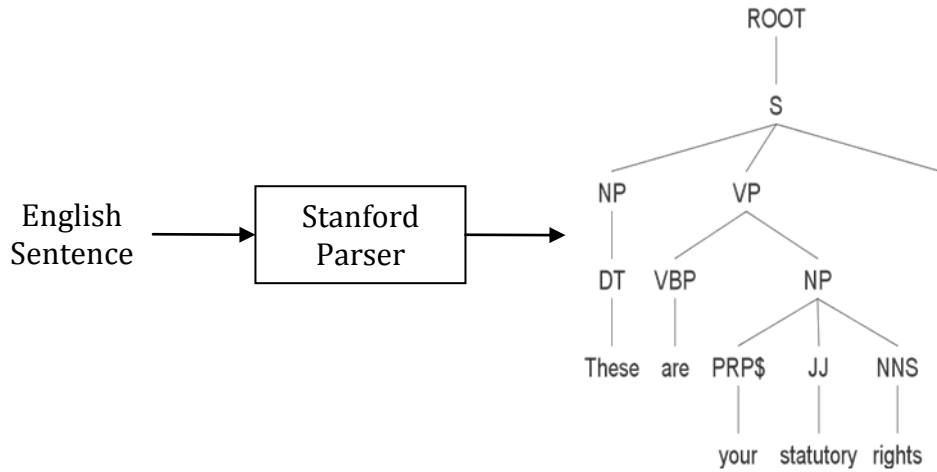 ROOT
S
NP VP
English
Sentence
Stanford
Parser
DT VBP NP
These are PRP$ JJ NNS
your statutory rights